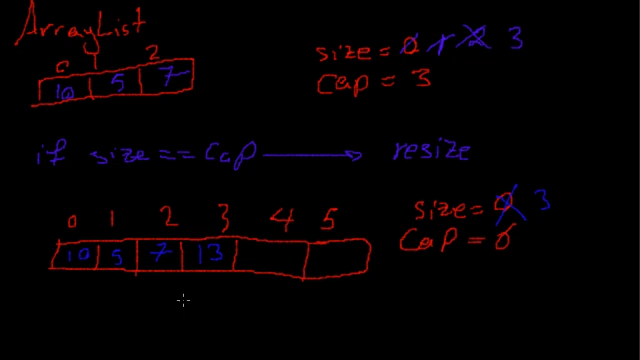 ArrayList
size = 0 1 2 3
0 1 2
cap = 3
10 5 7
if size == Cap → resize
size = 0 3
0 1 2 3 4 5
Cap = 6
10 5 7 13